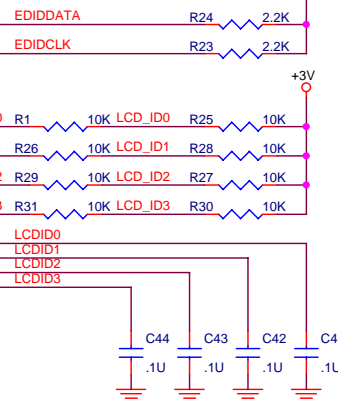 EDIDDATA R24 2.2K
EDIDCLK R23 2.2K
+3V
R1 10K LCD_ID0 R25 10K
R26 10K LCD_ID1 R28 10K
R29 10K LCD_ID2 R27 10K
R31 10K LCD_ID3 R30 10K
LCDID0
LCDID1
LCDID2
LCDID3
C44 C43 C42 C4
.1U .1U .1U .1U